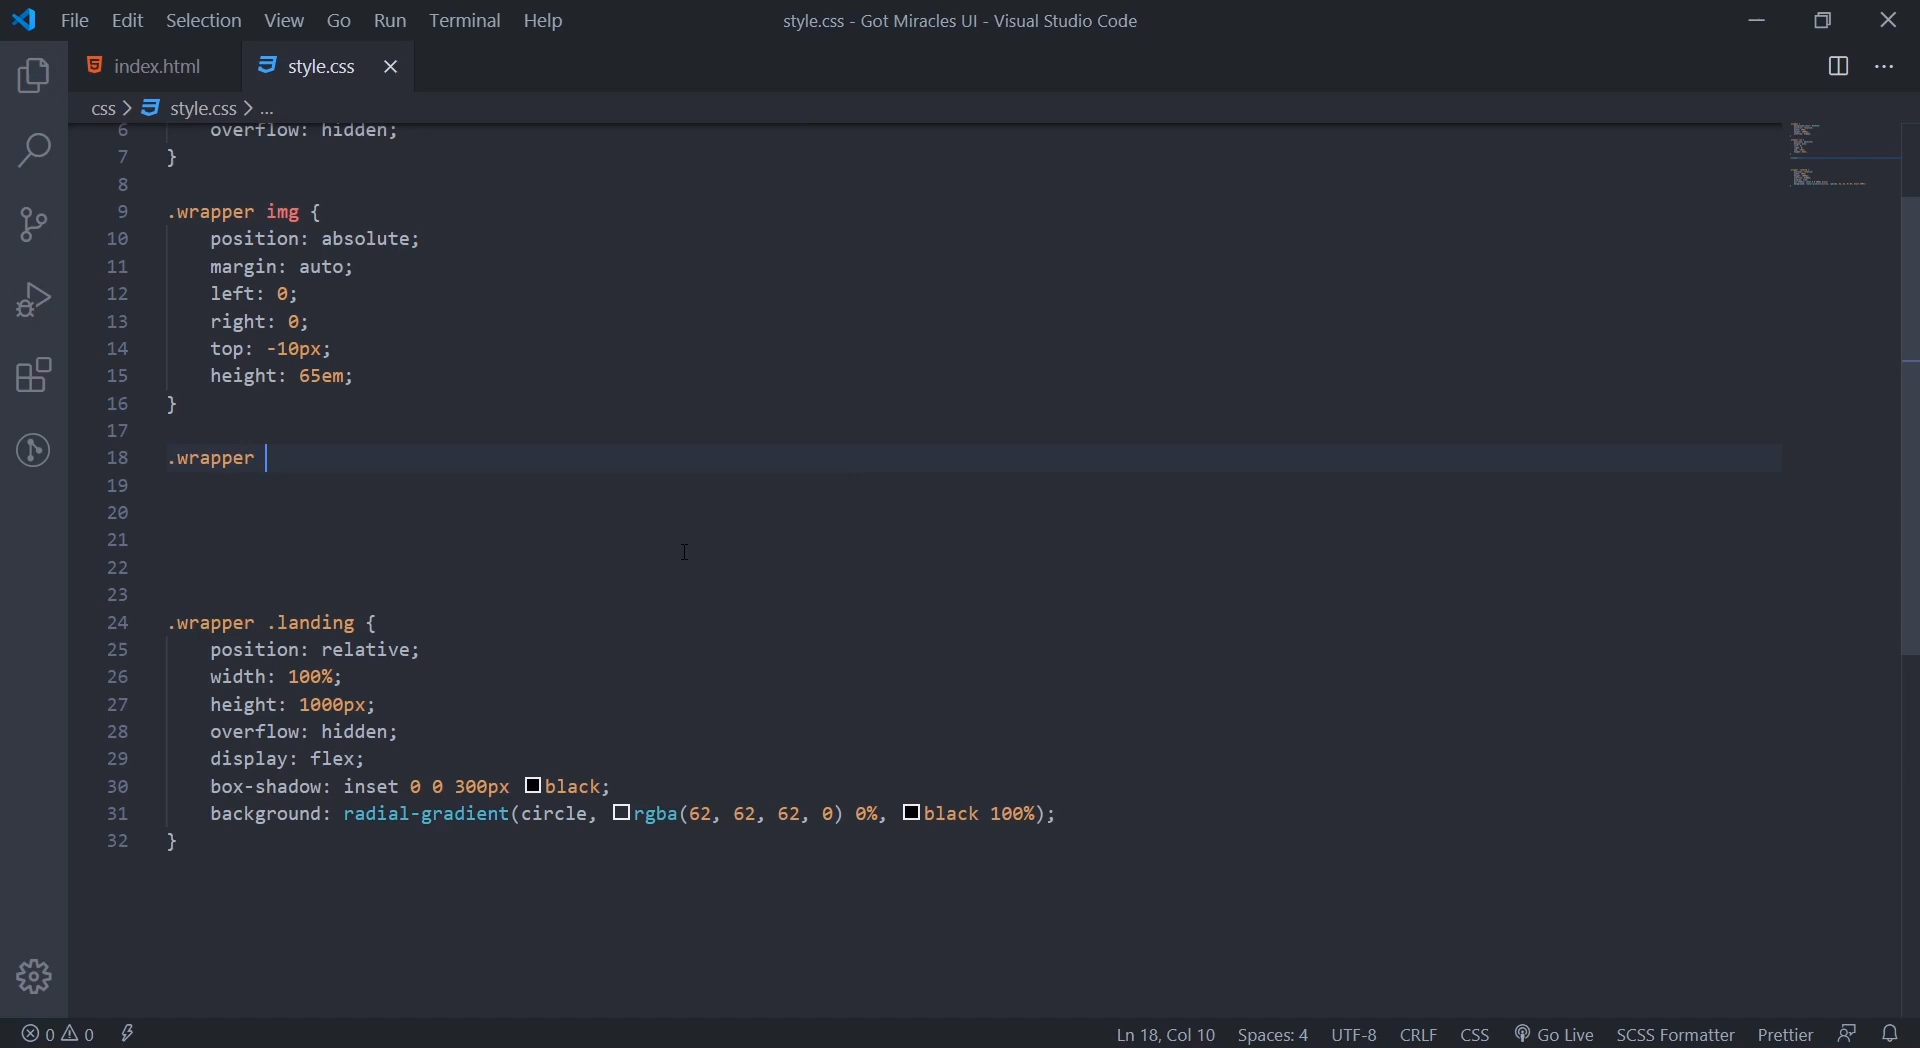 File Edit Selection View Go Run Terminal Help style.css - Got Miracles UI - Visual Studio Code
index.html style.css
css > style.css > ...
6 overflow: hidden;
7 }
8
9 .wrapper img {
10 position: absolute;
11 margin: auto;
12 left: 0;
13 right: 0;
14 top: -10px;
15 height: 65em;
16 }
17
18 .wrapper
19
20
21
22
23
24 .wrapper .landing {
25 position: relative;
26 width: 100%;
27 height: 1000px;
28 overflow: hidden;
29 display: flex;
30 box-shadow: inset 0 0 300px black;
31 background: radial-gradient(circle, rgba(62, 62, 62, 0) 0%, black 100%);
32 }
0 0 Ln 18, Col 10 Spaces: 4 UTF-8 CRLF CSS Go Live SCSS Formatter Prettier